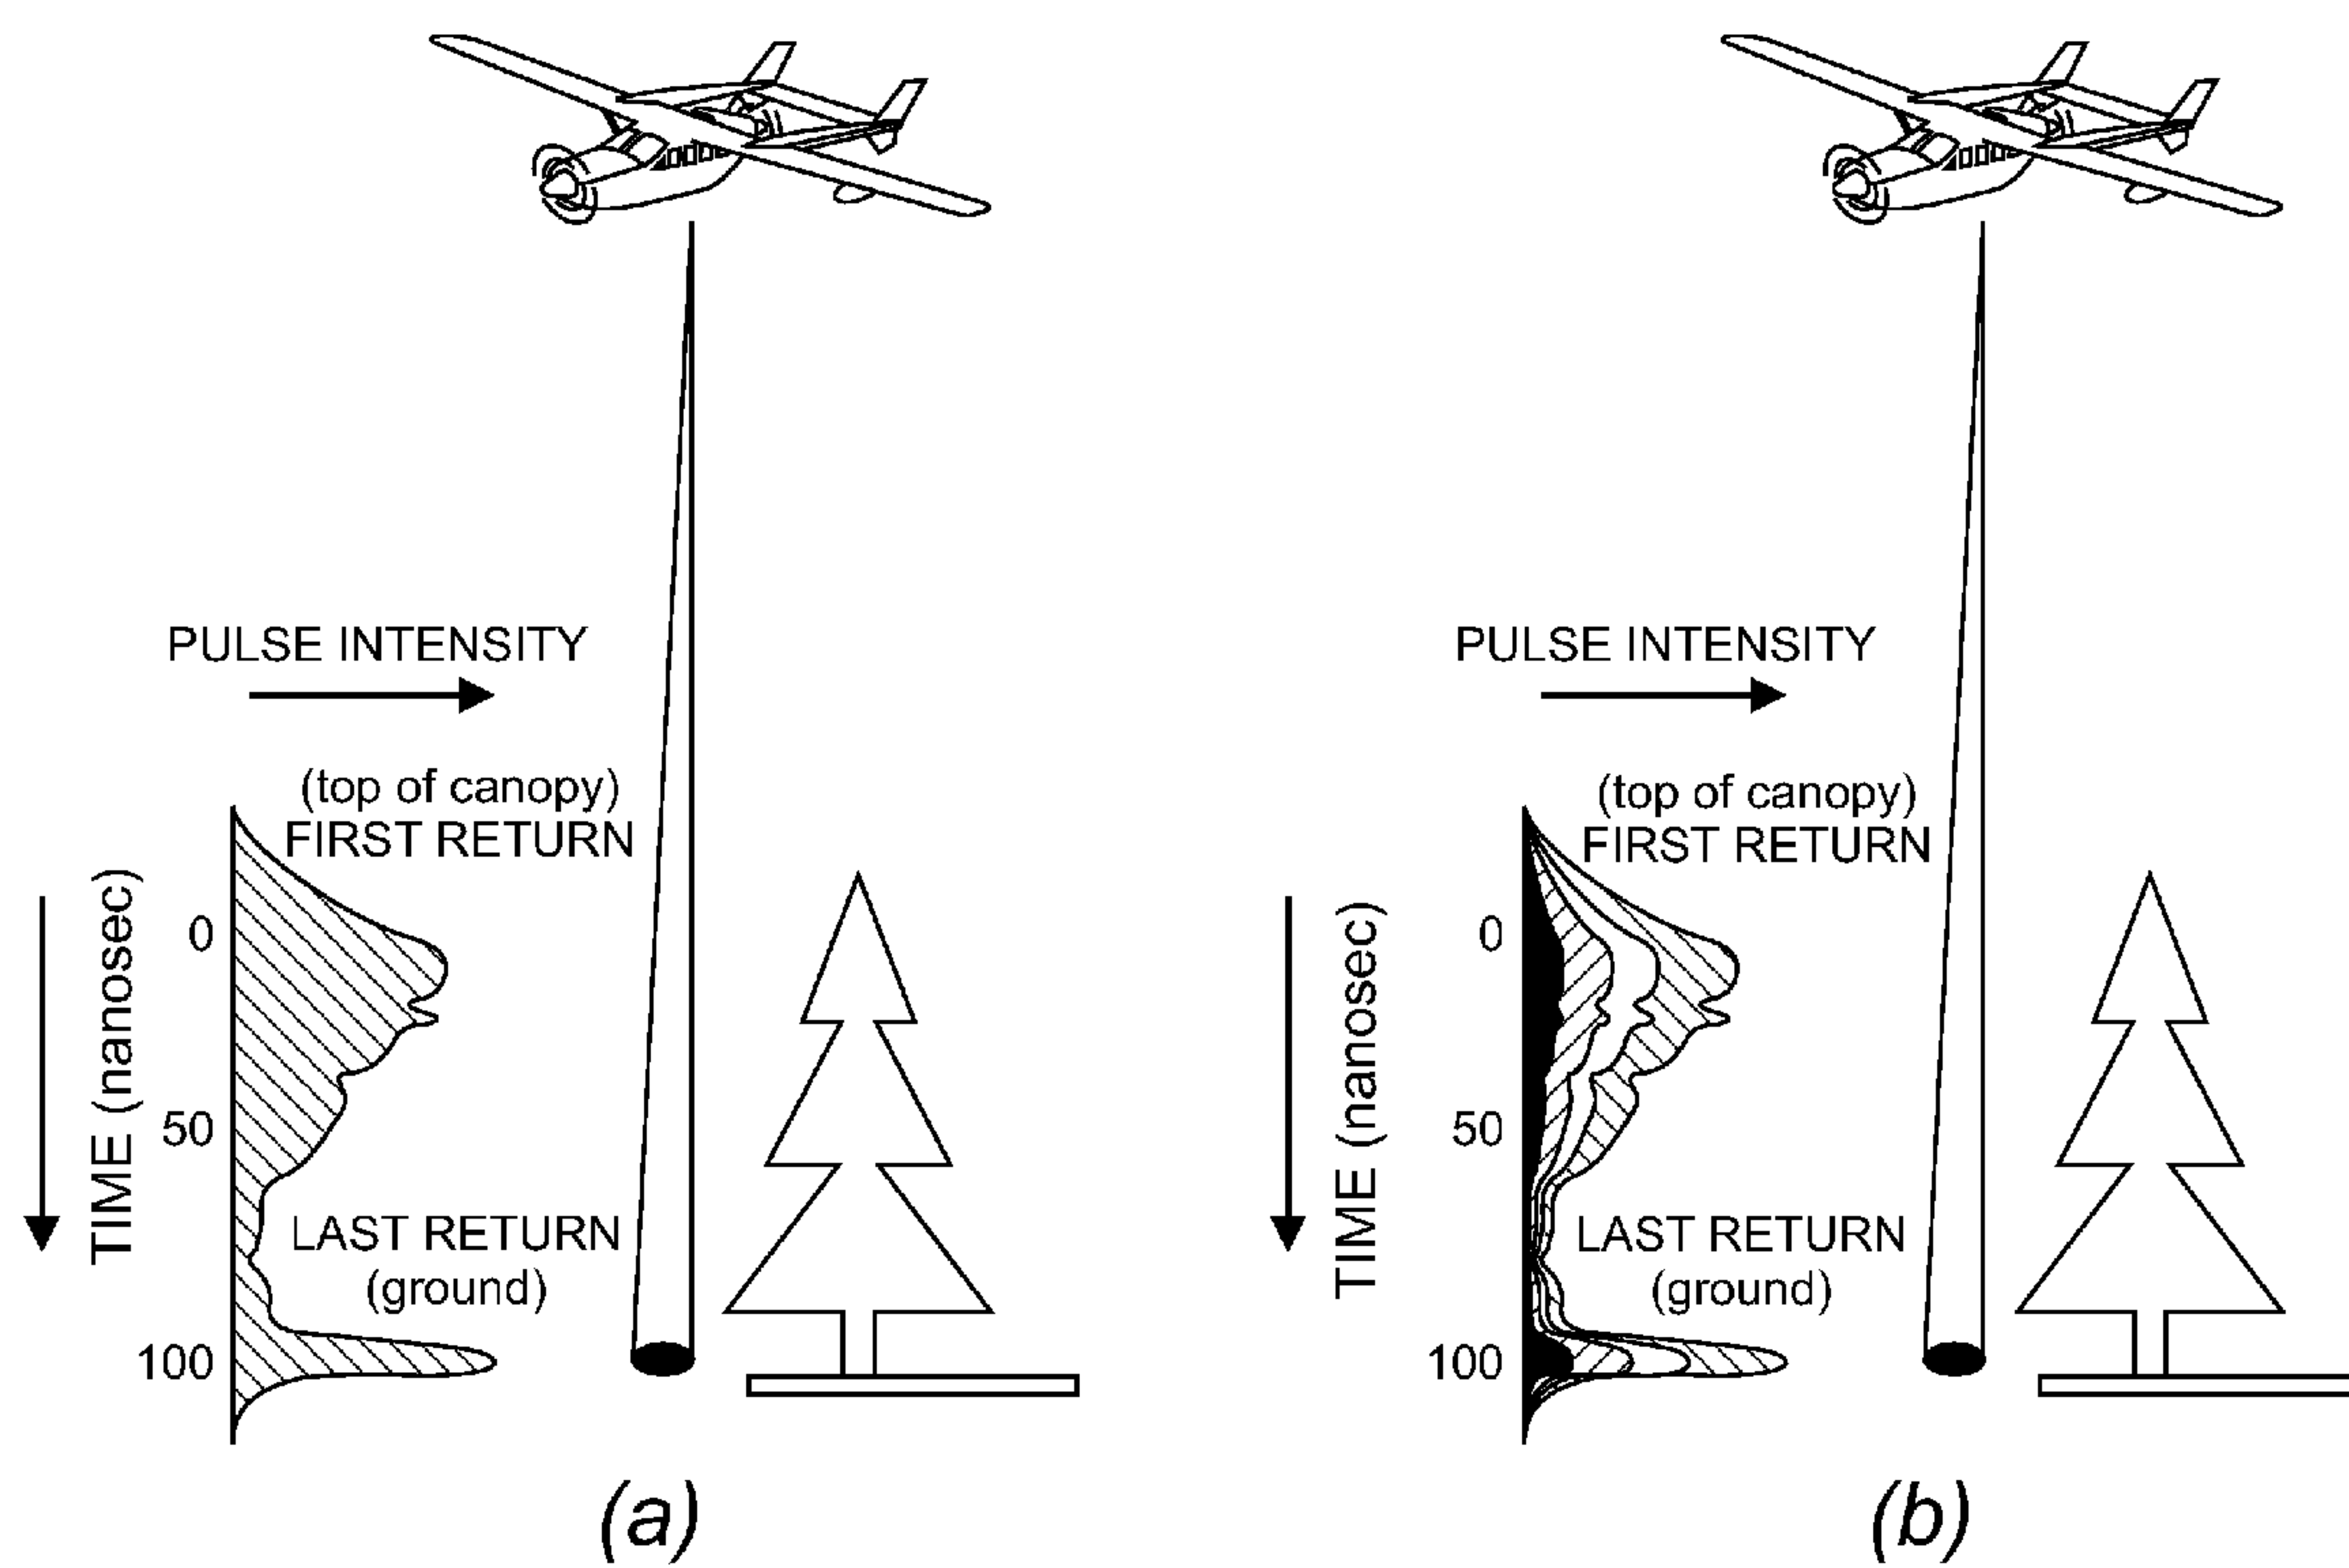 PULSE INTENSITY
(top of canopy)
FIRST RETURN
TIME (nanosec)
0
50
100
LAST RETURN
(ground)
(a)
PULSE INTENSITY
(top of canopy)
FIRST RETURN
TIME (nanosec)
0
50
100
LAST RETURN
(ground)
(b)